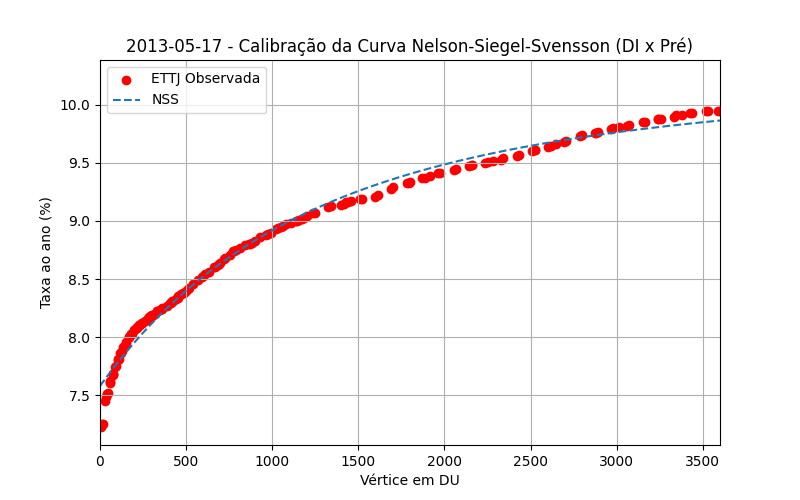 2013-05-17 - Calibração da Curva Nelson-Siegel-Svensson (DI x Pré)
ETTJ Observada
NSS
Taxa ao ano (%)
10.0
9.5
9.0
8.5
8.0
7.5
0 500 1000 1500 2000 2500 3000 3500
Vértice em DU